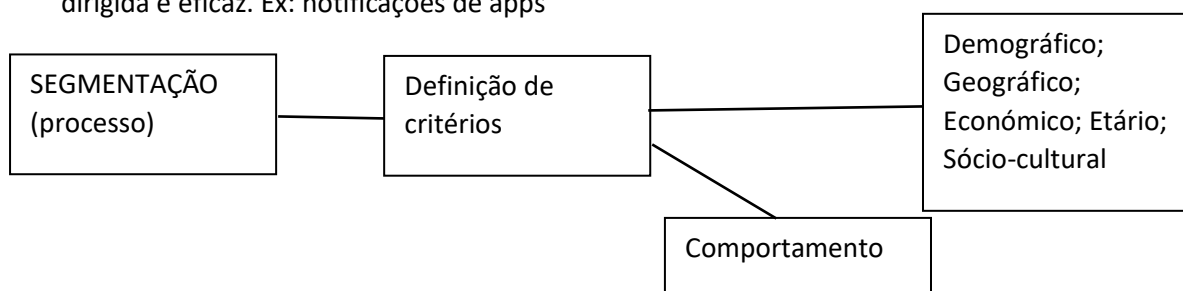 dirigida e eficaz. Ex: notificações de apps
SEGMENTAÇÃO
(processo)
Definição de
critérios
Demográfico;
Geográfico;
Económico; Etário;
Sócio-cultural
Comportamento